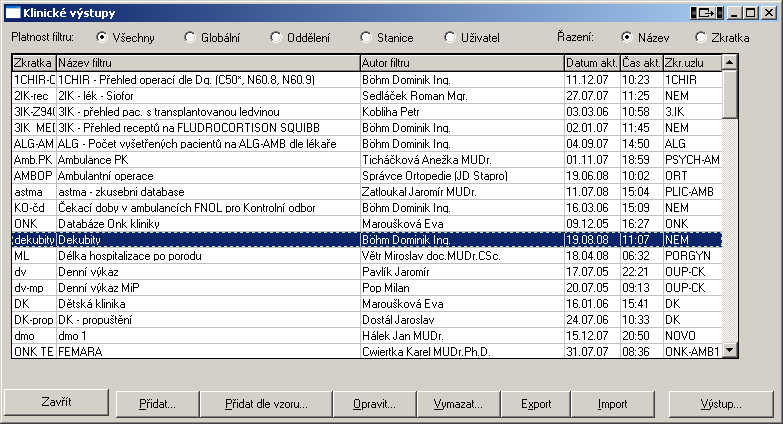 Klinické výstupy
Platnost filtru: Všechny Globální Oddělení Stanice Uživatel Řazení: Název Zkratka
Zkratka Název filtru Autor filtru Datum akt. Čas akt. Zkr.uzlu
1CHIR-C 1CHIR - Přehled operací dle Dg. (C50*, N60.8, N60.9) Böhm Dominik Ing. 11.12.07 10:23 1CHIR
2IK-rec 2IK - lék - Siofor Sedláček Roman Mgr. 27.07.07 11:25 NEM
3IK-Z940 3IK - přehled pac. s transplantovanou ledvinou Kobliha Petr 03.03.06 10:58 3.IK
3IK MED 3IK - Přehled receptů na FLUDROCORTISON SQUIBB Böhm Dominik Ing. 02.01.07 11:45 NEM
ALG-AM ALG - Počet vyšetřených pacientů na ALG-AMB dle lékaře Böhm Dominik Ing. 04.09.07 14:50 ALG
Amb.PK Ambulance PK Ticháčková Anežka MUDr. 01.11.07 18:59 PSYCH-AM
AMBOP Ambulantní operace Správce Ortopedie (JD Stapro) 19.06.08 10:02 ORT
astma astma - zkusebni database Zatloukal Jaromír MUDr. 11.07.08 15:04 PLIC-AMB
KO-čd Čekací doby v ambulancích FNOL pro Kontrolní odbor Böhm Dominik Ing. 16.03.06 15:09 NEM
ONK Databáze Onk kliniky Maroušková Eva 09.12.05 16:27 ONK
dekubity Dekubity Böhm Dominik Ing. 19.08.08 11:07 NEM
ML Délka hospitalizace po porodu Větr Miroslav doc.MUDr.CSc. 18.04.08 06:32 PORGYN
dv Denní výkaz Pavlík Jaromír 17.07.05 22:21 OUP-CK
dv-mp Denní výkaz MiP Pop Milan 20.07.05 09:13 OUP-CK
DK Dětská klinika Maroušková Eva 16.01.06 15:41 DK
DK-prop DK - propuštění Dostál Jaroslav 24.07.06 10:33 DK
dmo dmo 1 Hálek Jan MUDr. 15.12.07 20:50 NOVO
ONK TE FEMARA Cwiertka Karel MUDr.Ph.D. 31.07.07 08:36 ONK-AMB1
Zavřít Přidat... Přidat dle vzoru... Opravit... Vymazat... Export Import Výstup...